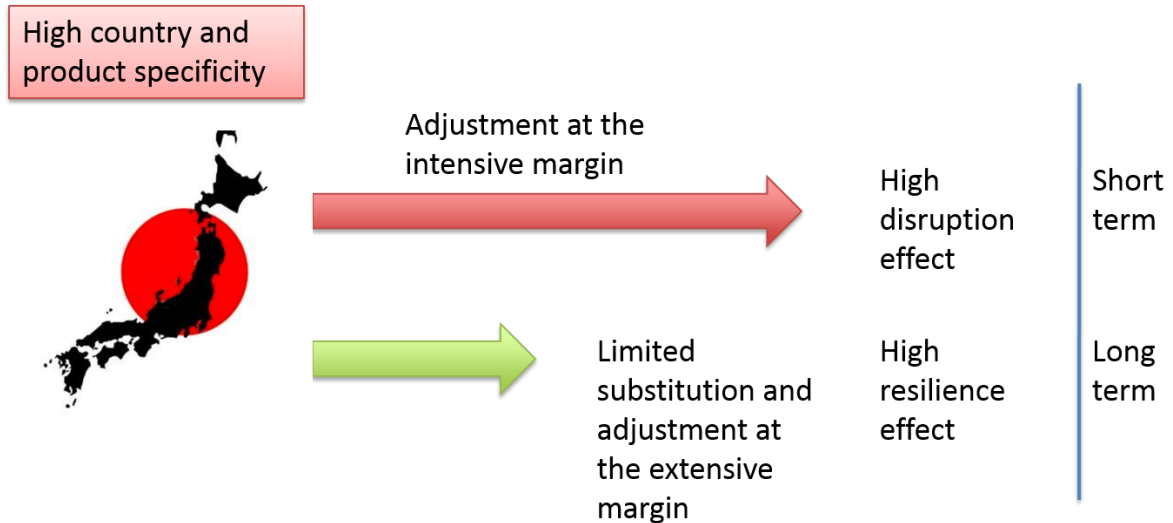 High country and
product specificity
Adjustment at the
intensive margin
High
disruption
effect
Short
term
Limited
substitution and
adjustment at
the extensive
margin
High
resilience
effect
Long
term